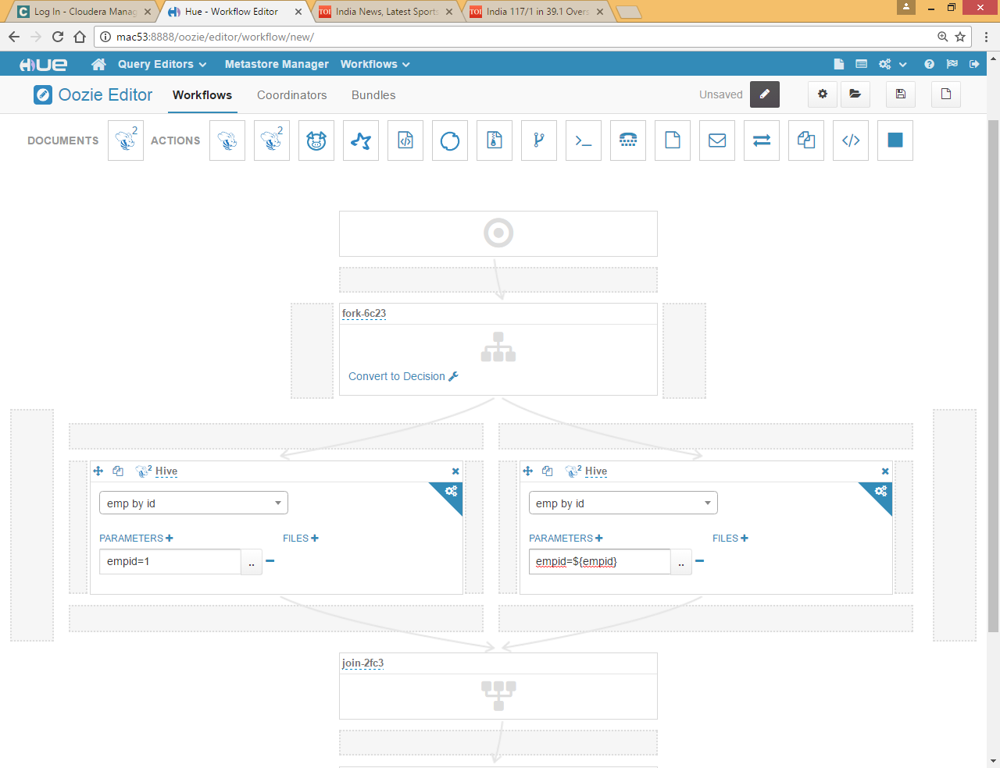 Log In - Cloudera Manag
Hue - Workflow Editor
TOI India News, Latest Sports
TOI India 117/1 in 39.1 Overs
mac53:8888/oozie/editor/workflow/new/
HUE
Query Editors
Metastore Manager
Workflows
Oozie Editor
Workflows
Coordinators
Bundles
Unsaved
DOCUMENTS
2
ACTIONS
2
fork-6c23
Convert to Decision
2 Hive
emp by id
PARAMETERS
FILES
empid=1
..
2 Hive
emp by id
PARAMETERS
FILES
empid=${empid}
..
join-2fc3